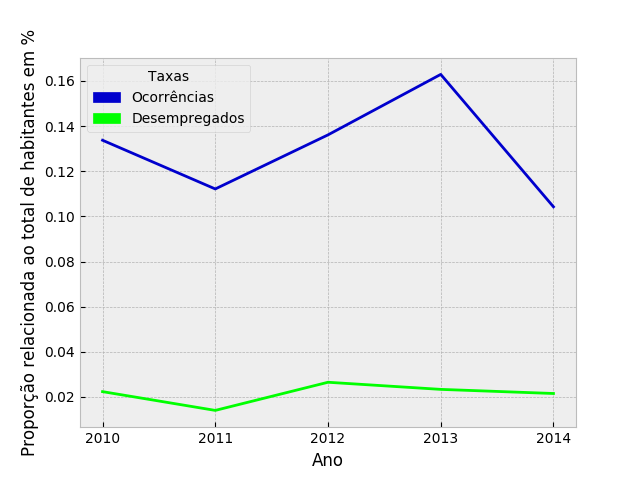 Proporção relacionada ao total de habitantes em %
0.16
0.14
0.12
0.10
0.08
0.06
0.04
0.02
Taxas
Ocorrências
Desempregados
2010 2011 2012 2013 2014
Ano